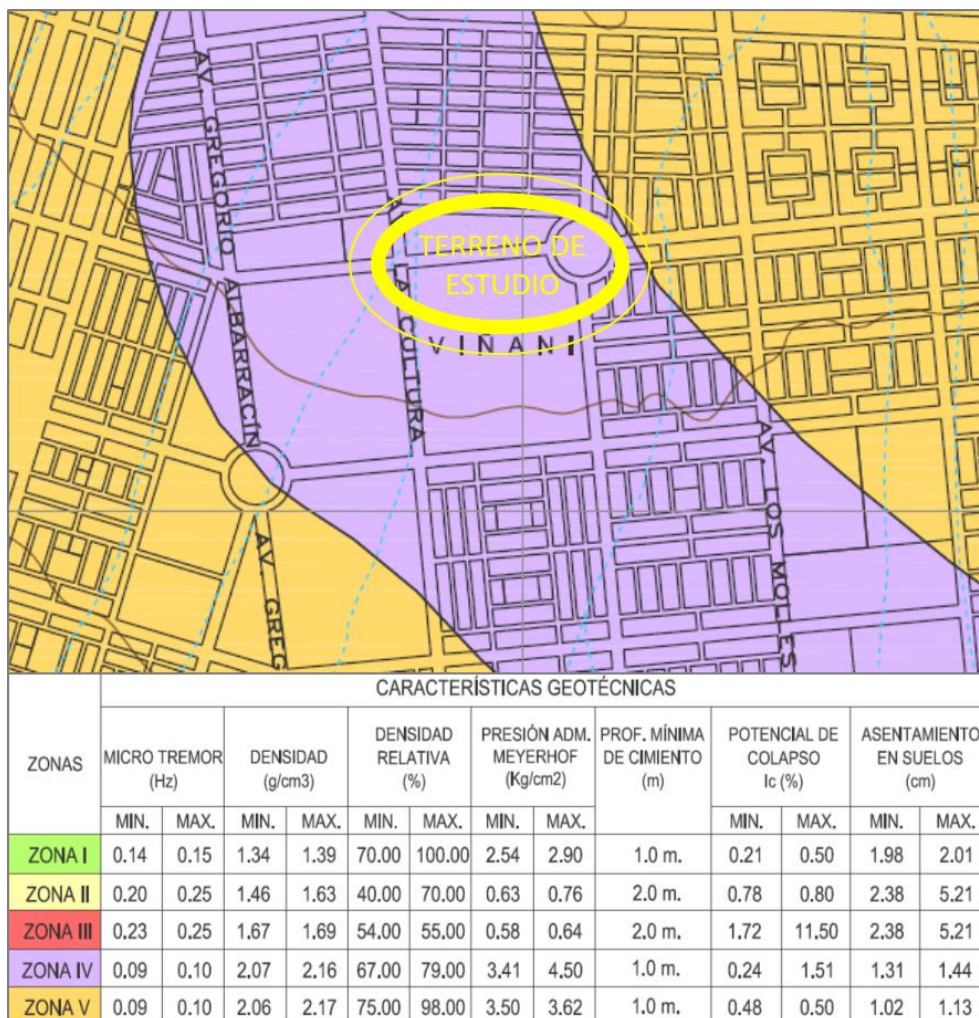 AV. GREGORIO ALBARRACÍN
TERRENO DE
ESTUDIO
LA CULTURA
VIÑANI
AV. LOS MOLLES
AV. GREG
CARACTERÍSTICAS GEOTÉCNICAS
ZONAS MICRO TREMOR (Hz) DENSIDAD (g/cm3) DENSIDAD RELATIVA (%) PRESIÓN ADM. MEYERHOF (Kg/cm2) PROF. MÍNIMA DE CIMIENTO (m) POTENCIAL DE COLAPSO Ic (%) ASENTAMIENTO EN SUELOS (cm)
MIN. MAX. MIN. MAX. MIN. MAX. MIN. MAX. MIN. MAX. MIN. MAX.
ZONA I 0.14 0.15 1.34 1.39 70.00 100.00 2.54 2.90 1.0 m. 0.21 0.50 1.98 2.01
ZONA II 0.20 0.25 1.46 1.63 40.00 70.00 0.63 0.76 2.0 m. 0.78 0.80 2.38 5.21
ZONA III 0.23 0.25 1.67 1.69 54.00 55.00 0.58 0.64 2.0 m. 1.72 11.50 2.38 5.21
ZONA IV 0.09 0.10 2.07 2.16 67.00 79.00 3.41 4.50 1.0 m. 0.24 1.51 1.31 1.44
ZONA V 0.09 0.10 2.06 2.17 75.00 98.00 3.50 3.62 1.0 m. 0.48 0.50 1.02 1.13